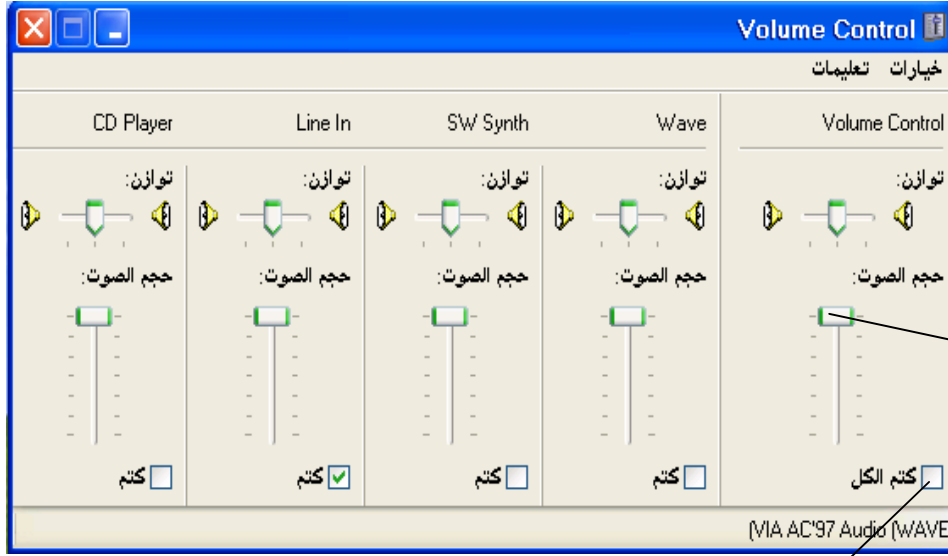 Volume Control
خيارات تعليمات
Volume Control Wave SW Synth Line In CD Player
توازن: توازن: توازن: توازن: توازن:
حجم الصوت: حجم الصوت: حجم الصوت: حجم الصوت: حجم الصوت:
كتم الكل كتم كتم كتم كتم
(VIA AC'97 Audio (WAVE